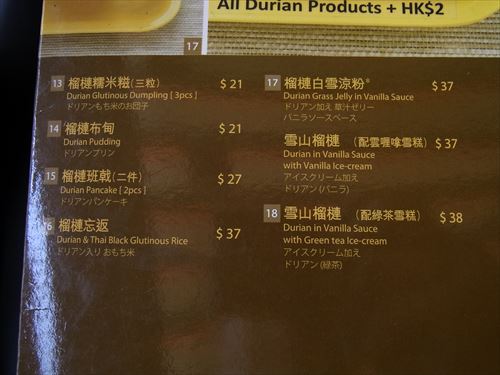 All Durian Products + HK$2
17
13 榴槤糯米糍(三粒) $21
Durian Glutinous Dumpling [ 3pcs ]
ドリアンもち米のお団子
14 榴槤布甸 $21
Durian Pudding
ドリアンプリン
15 榴槤班戟(二件) $27
Durian Pancake [ 2pcs ]
ドリアンパンケーキ
6 榴槤忘返 $37
Durian & Thai Black Glutinous Rice
ドリアン入り おもち米
17 榴槤白雪涼粉* $37
Durian Grass Jelly in Vanilla Sauce
ドリアン加え 草汁ゼリー
バニラソースベース
雪山榴槤 (配雲喱嗱雪糕) $37
Durian in Vanilla Sauce
with Vanilla Ice-cream
アイスクリーム加え
ドリアン (バニラ)
18 雪山榴槤 (配綠茶雪糕) $38
Durian in Vanilla Sauce
with Green tea Ice-cream
アイスクリーム加え
ドリアン (緑茶)